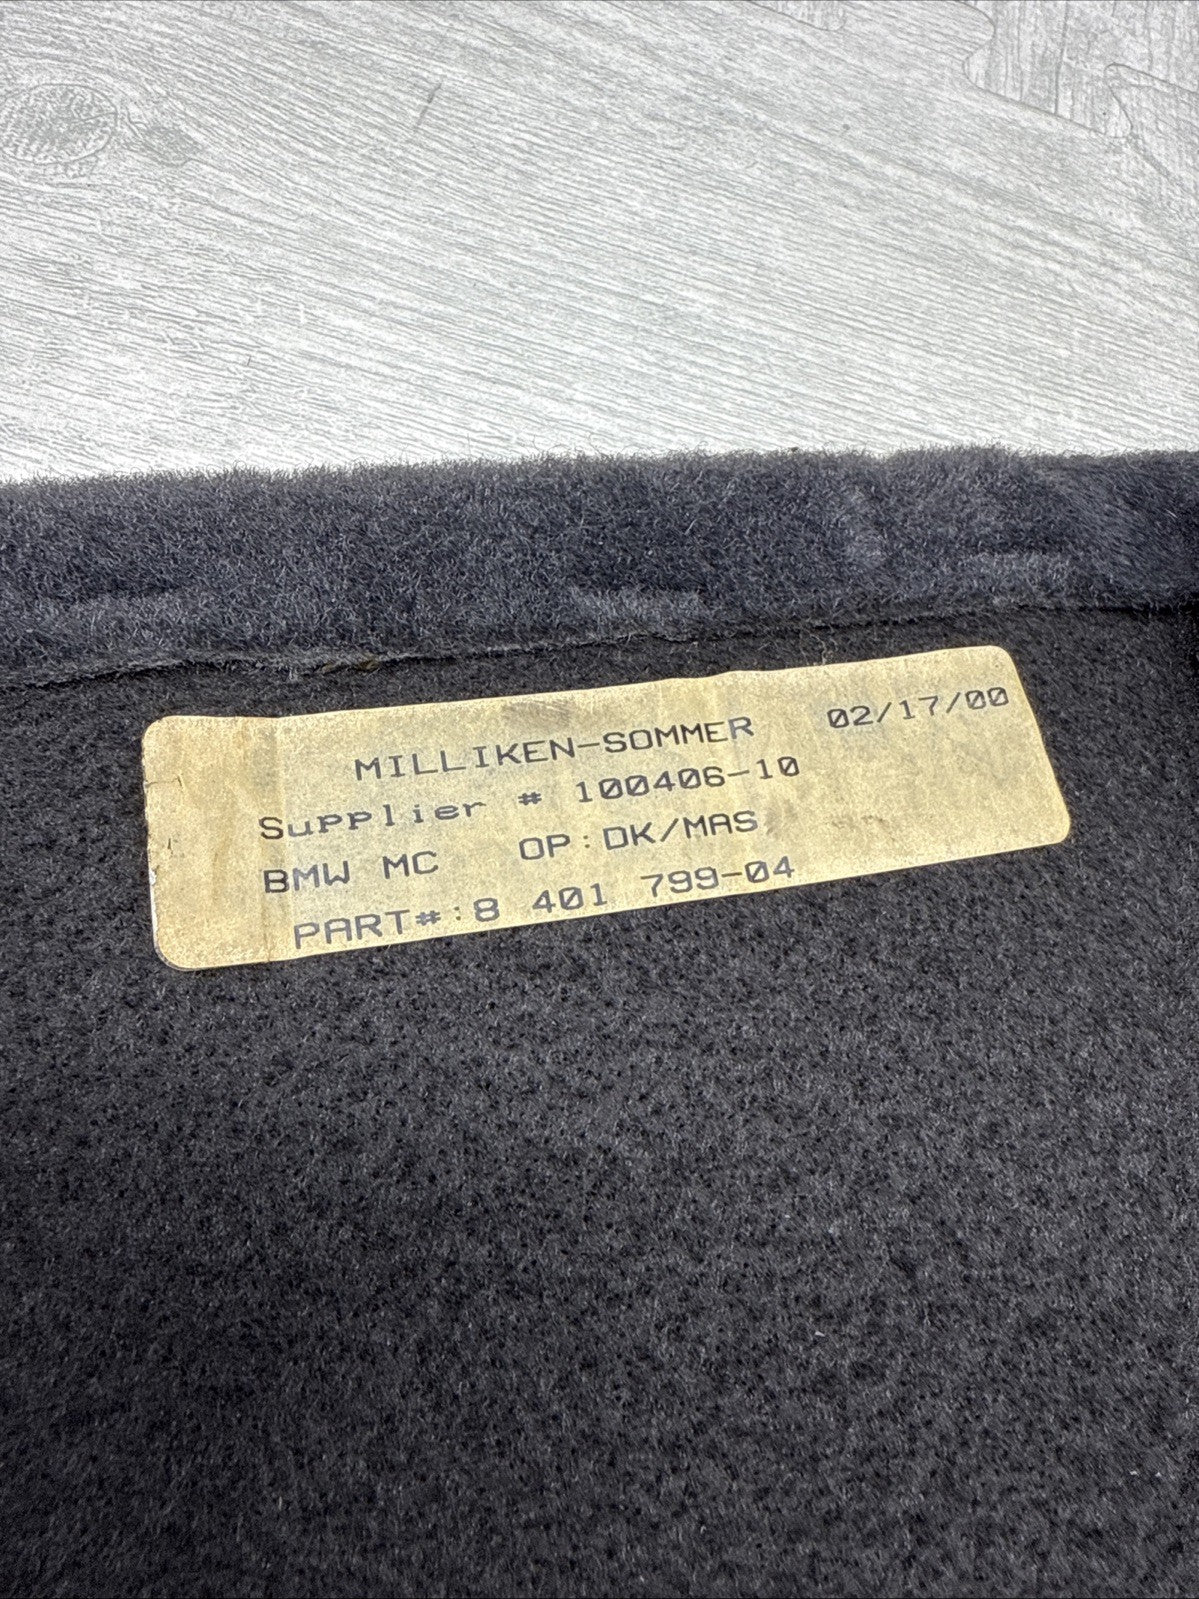 MILLIKEN-SOMMER 02/17/00
Supplier # 100406-10
BMW MC OP:DK/MAS
PART#:8 401 799-04